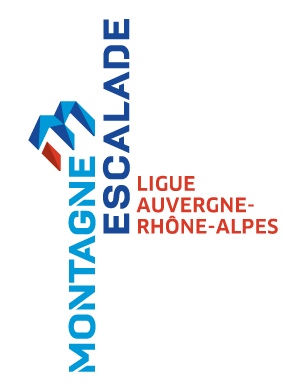 MONTAGNE
ESCALADE
LIGUE
AUVERGNE-
RHÔNE-ALPES